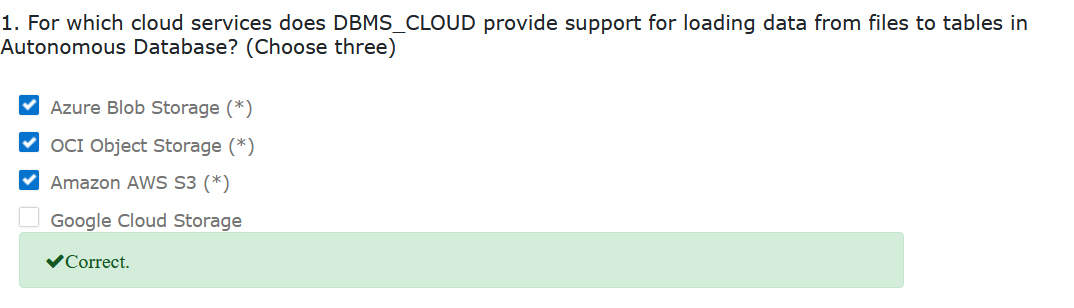 1. For which cloud services does DBMS_CLOUD provide support for loading data from files to tables in
Autonomous Database? (Choose three)
Azure Blob Storage (*)
OCI Object Storage (*)
Amazon AWS S3 (*)
Google Cloud Storage
Correct.